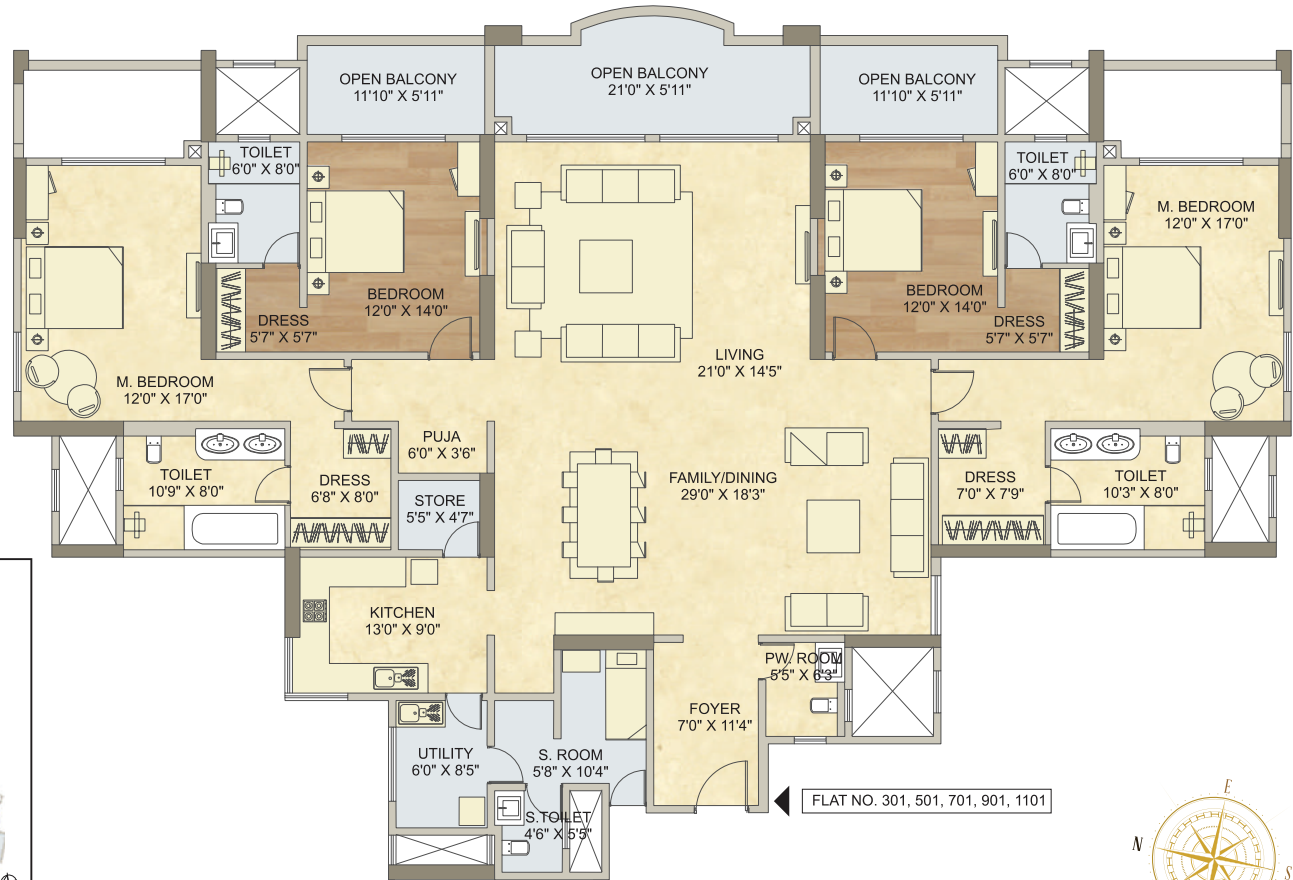 OPEN BALCONY
11'10" X 5'11"
OPEN BALCONY
21'0" X 5'11"
OPEN BALCONY
11'10" X 5'11"
TOILET
6'0" X 8'0"
TOILET
6'0" X 8'0"
M. BEDROOM
12'0" X 17'0"
BEDROOM
12'0" X 14'0"
BEDROOM
12'0" X 14'0"
DRESS
5'7" X 5'7"
DRESS
5'7" X 5'7"
LIVING
21'0" X 14'5"
M. BEDROOM
12'0" X 17'0"
PUJA
6'0" X 3'6"
TOILET
10'9" X 8'0"
DRESS
6'8" X 8'0"
STORE
5'5" X 4'7"
FAMILY/DINING
29'0" X 18'3"
DRESS
7'0" X 7'9"
TOILET
10'3" X 8'0"
KITCHEN
13'0" X 9'0"
PW. ROOM
5'5" X 6'3"
FOYER
7'0" X 11'4"
UTILITY
6'0" X 8'5"
S. ROOM
5'8" X 10'4"
S.TOILET
4'6" X 5'5"
FLAT NO. 301, 501, 701, 901, 1101
E
N
S